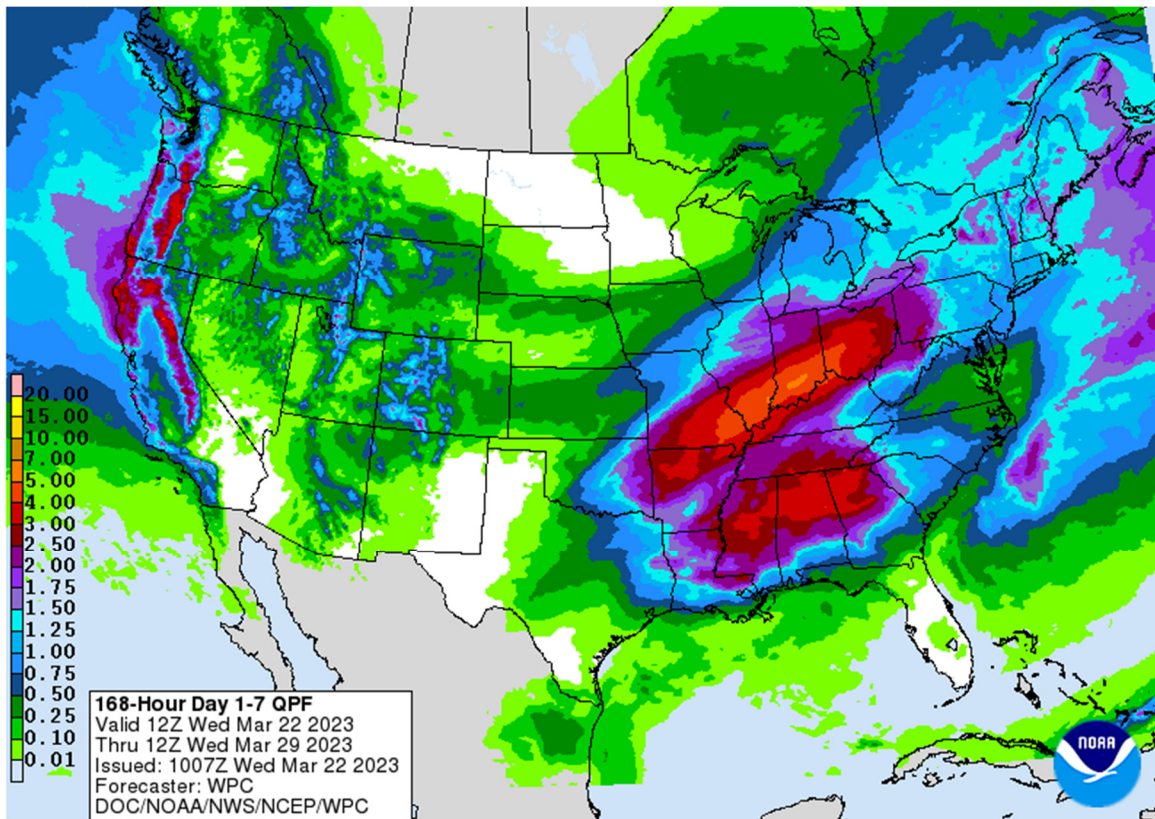 20.00
15.00
10.00
7.00
5.00
4.00
3.00
2.50
2.00
1.75
1.50
1.25
1.00
0.75
0.50
0.25
0.10
0.01
168-Hour Day 1-7 QPF
Valid 12Z Wed Mar 22 2023
Thru 12Z Wed Mar 29 2023
Issued: 1007Z Wed Mar 22 2023
Forecaster: WPC
DOC/NOAA/NWS/NCEP/WPC
NOAA